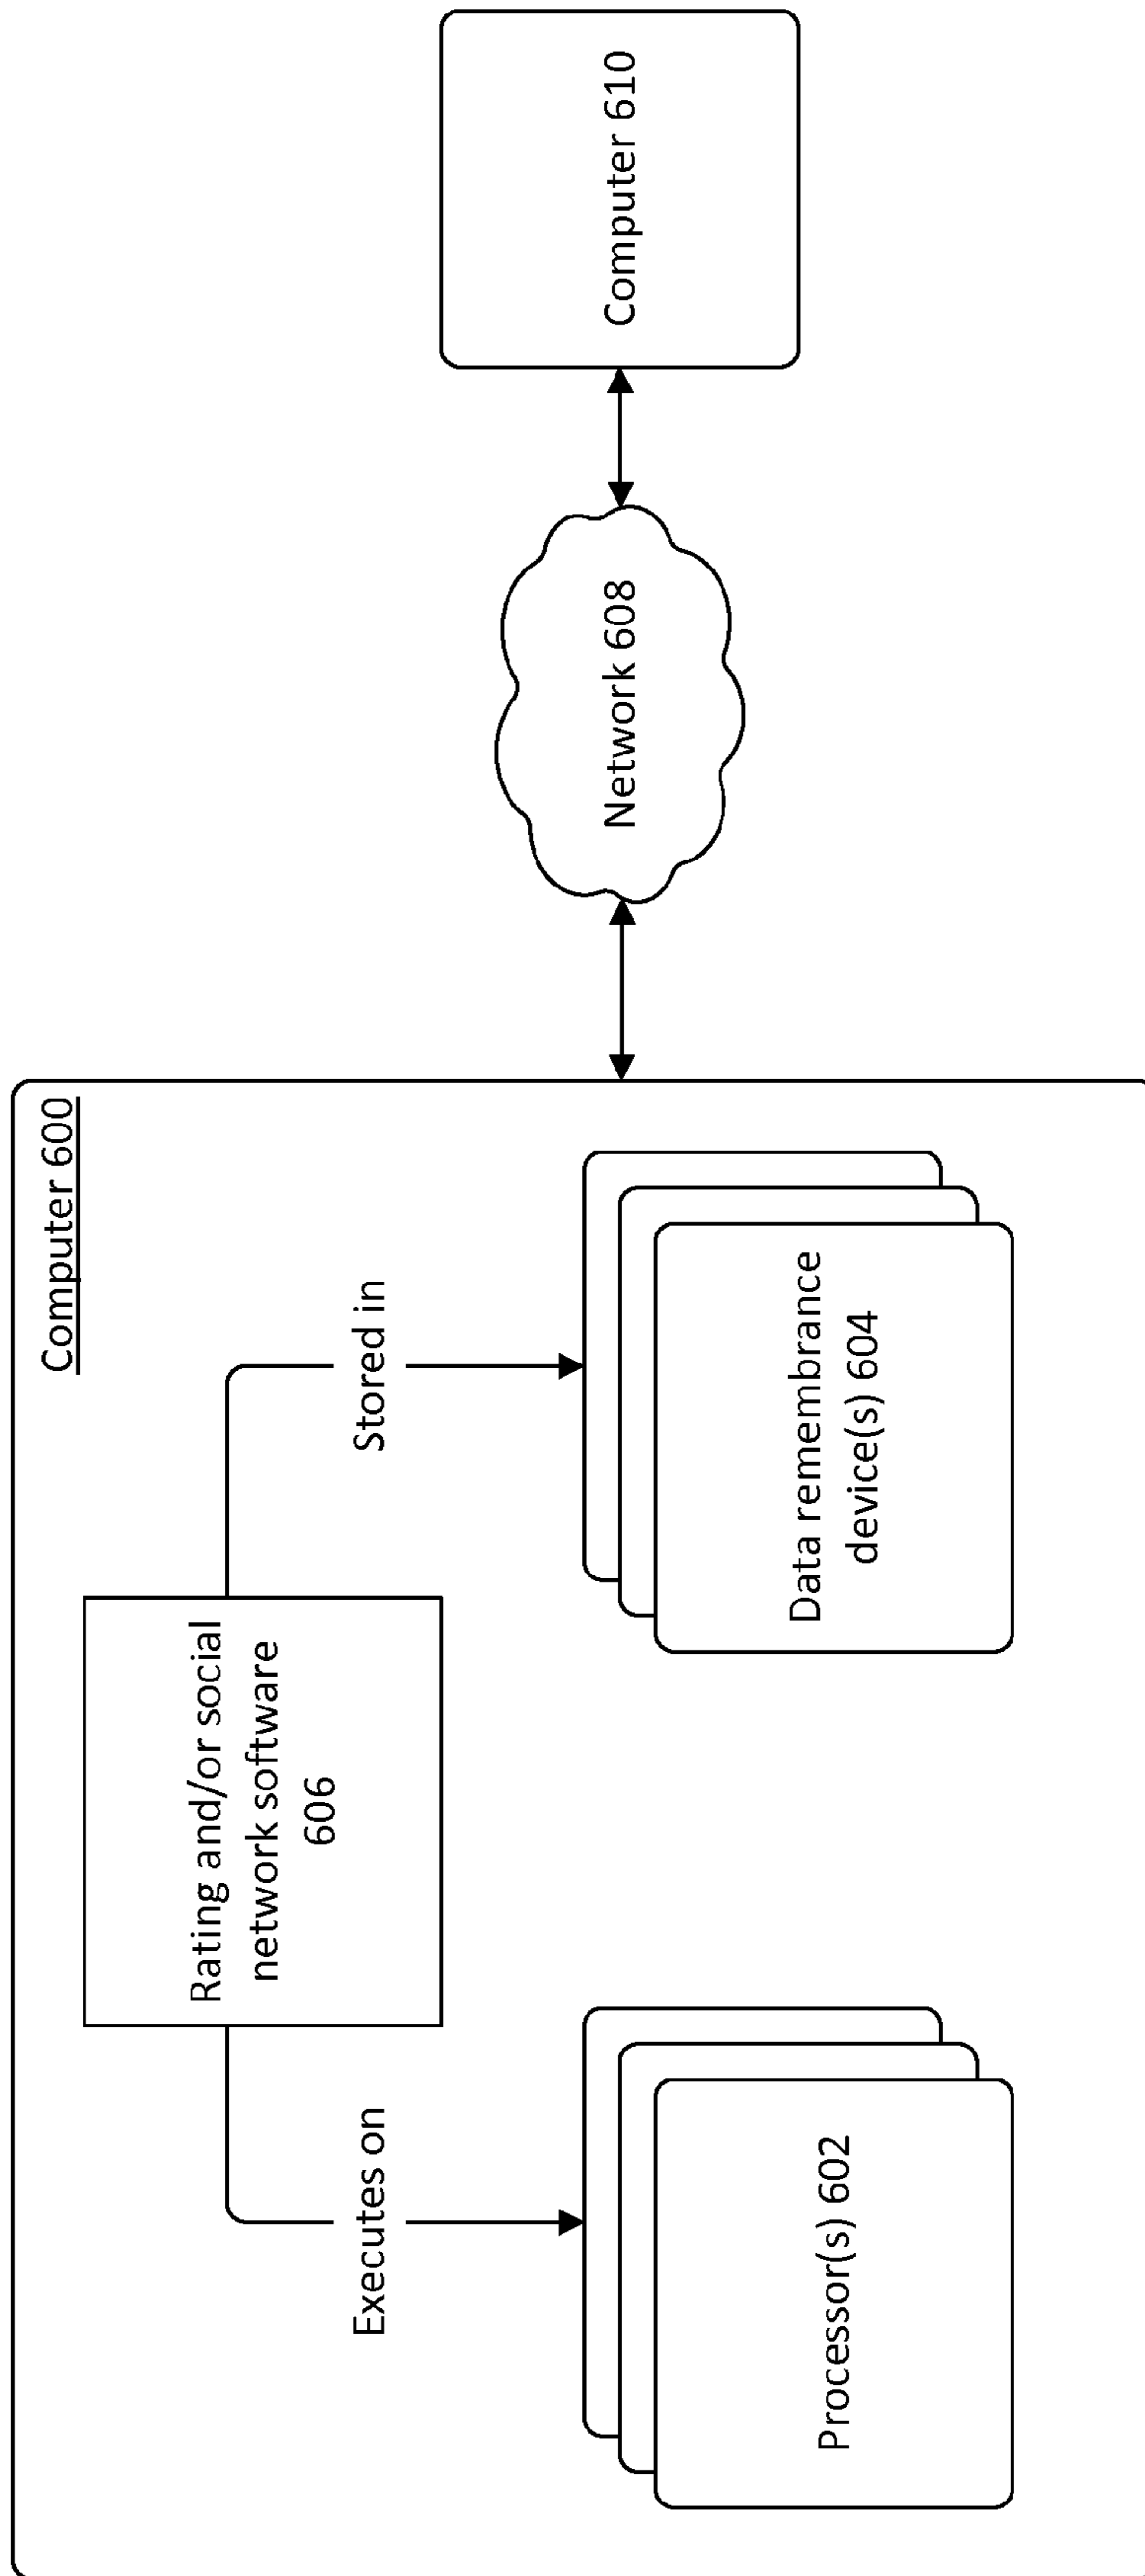 Computer 600
Rating and/or social
network software
606
Executes on
Stored in
Processor(s) 602
Data remembrance
device(s) 604
Network 608
Computer 610